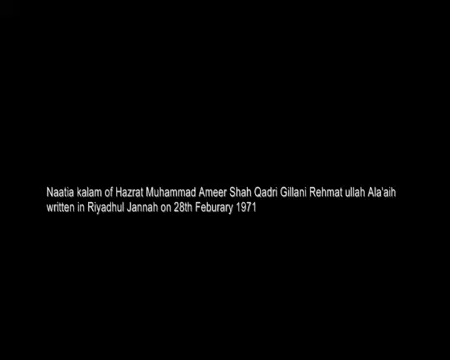 Naatia kalam of Hazrat Muhammad Ameer Shah Qadri Gillani Rehmat ullah Ala'aih
written in Riyadhul Jannah on 28th Feburary 1971